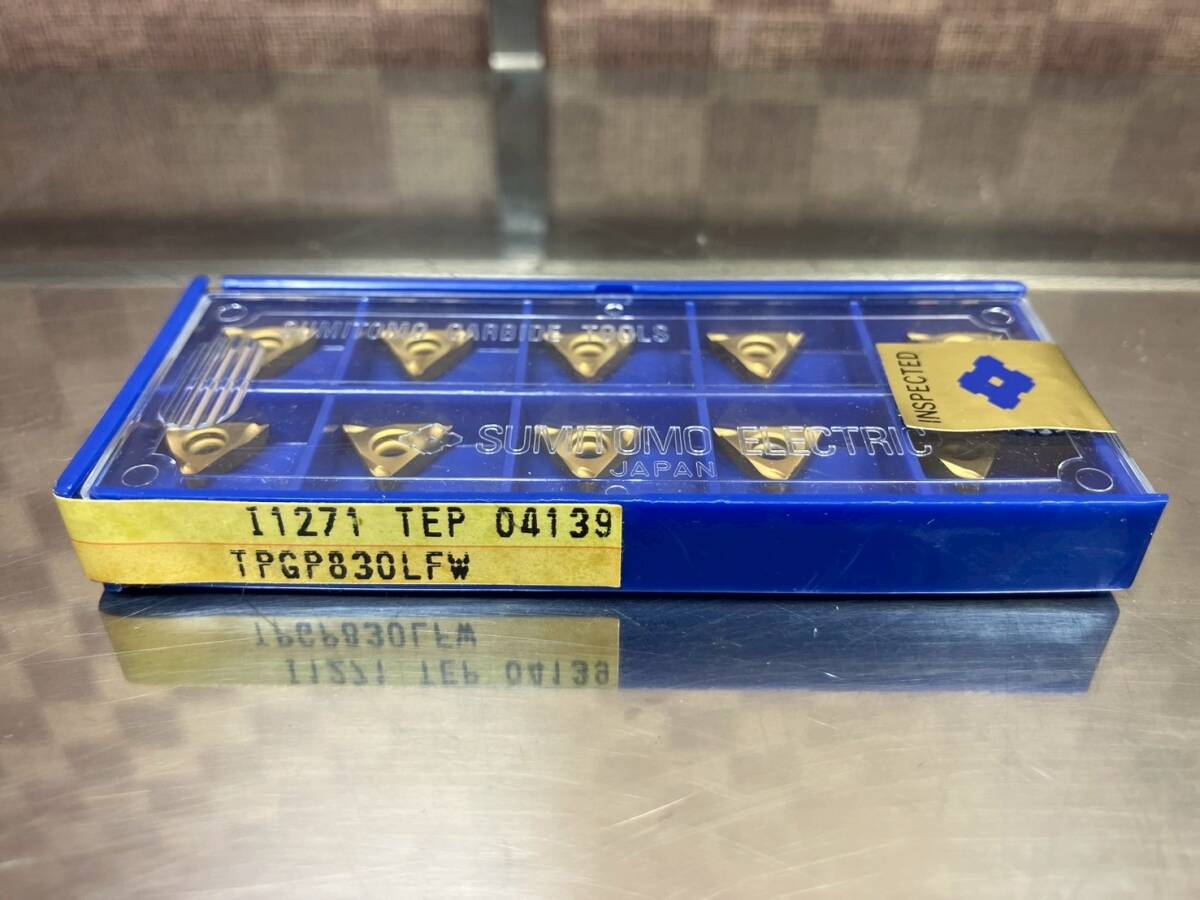 SUMITOMO CARBIDE TOOLS
INSPECTED
SUMITOMO ELECTRIC
JAPAN
I1271 TEP 04139
TPGP830LFW